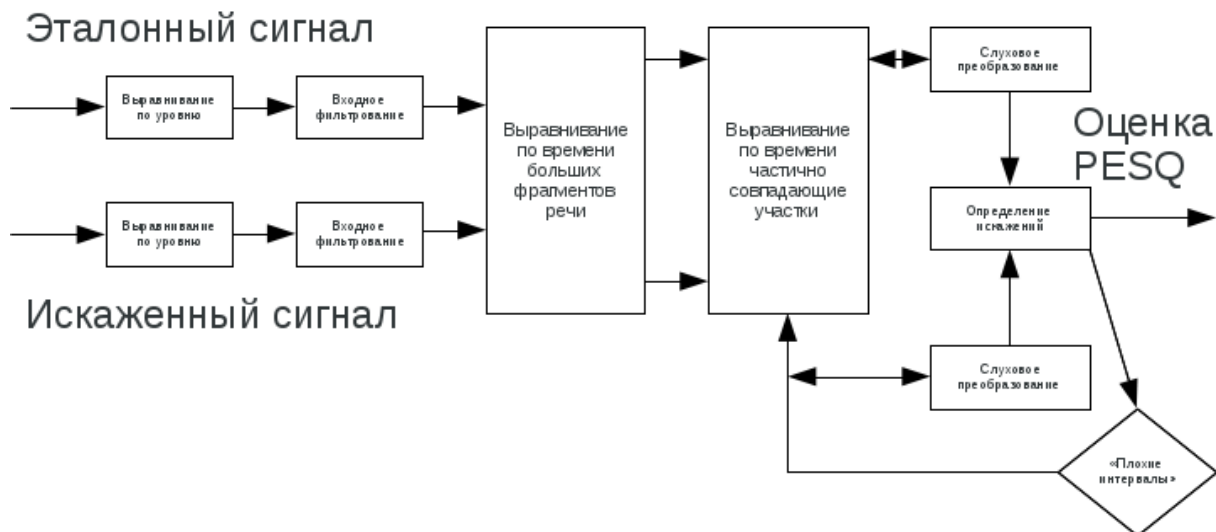 Эталонный сигнал
Выравнивание
по уровню
Входное
фильтрование
Выравнивание
по времени
больших
фрагментов
речи
Выравнивание
по времени
частично
совпадающие
участки
Слуховое
преобразование
Оценка
PESQ
Определение
искажений
Выравнивание
по уровню
Входное
фильтрование
Искаженный сигнал
Слуховое
преобразование
«Плохие
интервалы»